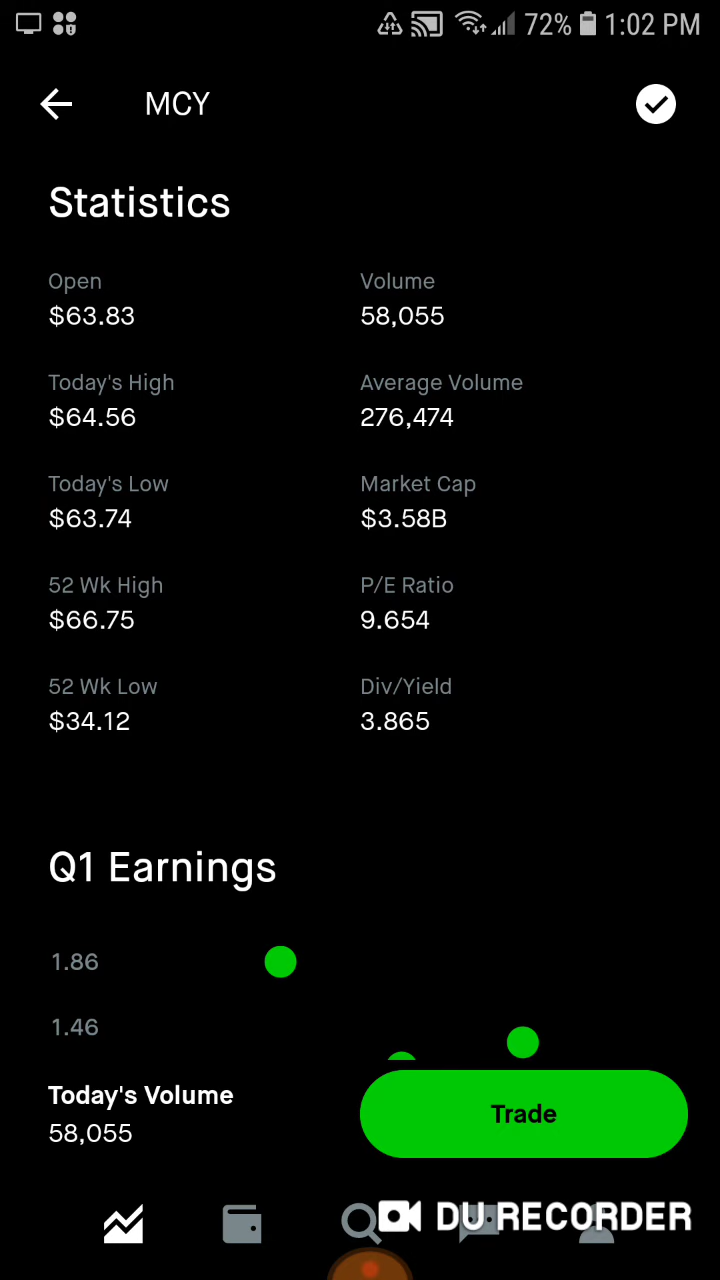 72% 1:02 PM
MCY
Statistics
Open
$63.83
Volume
58,055
Today's High
$64.56
Average Volume
276,474
Today's Low
$63.74
Market Cap
$3.58B
52 Wk High
$66.75
P/E Ratio
9.654
52 Wk Low
$34.12
Div/Yield
3.865
Q1 Earnings
1.86
1.46
Today's Volume
58,055
Trade
DU RECORDER